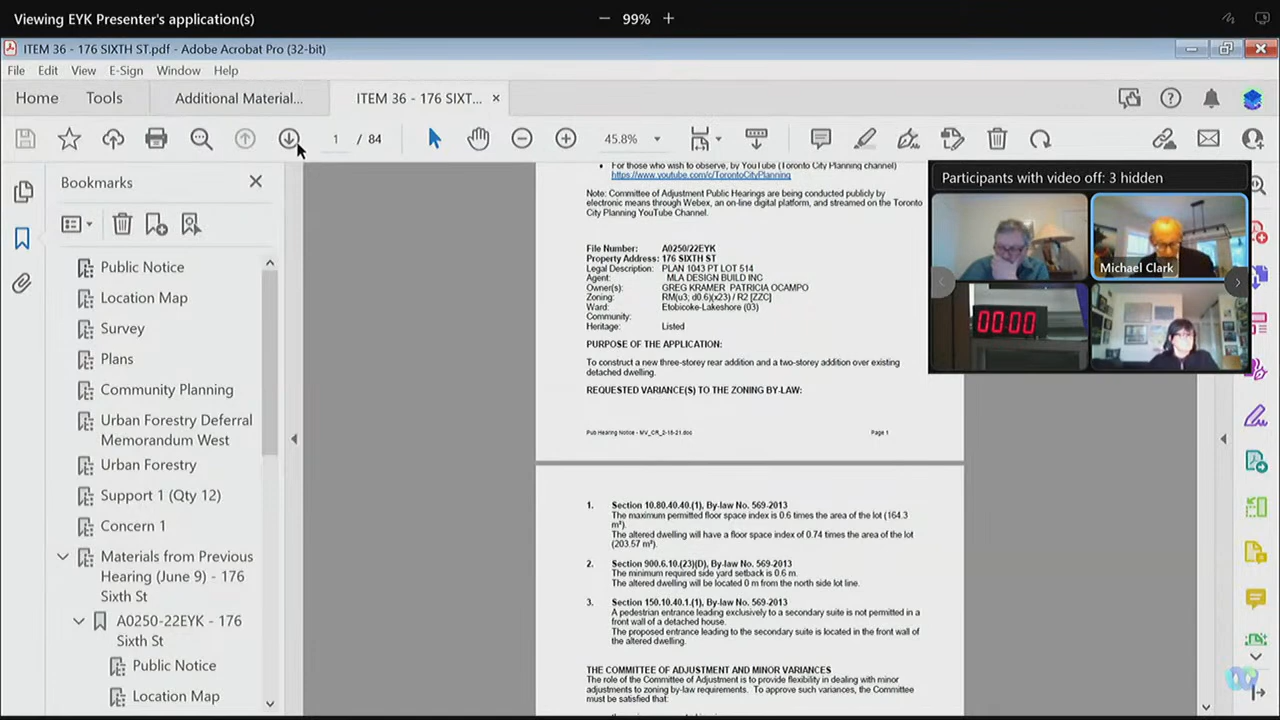 Viewing EYK Presenter's application(s)
99%
ITEM 36 - 176 SIXTH ST.pdf - Adobe Acrobat Pro (32-bit)
File Edit View E-Sign Window Help
Home Tools Additional Material... ITEM 36 - 176 SIXT...
1 / 84 45.8%
Bookmarks
Public Notice
Location Map
Survey
Plans
Community Planning
Urban Forestry Deferral
Memorandum West
Urban Forestry
Support 1 (Qty 12)
Concern 1
Materials from Previous
Hearing (June 9) - 176
Sixth St
A0250-22EYK - 176
Sixth St
Public Notice
Location Map
For those who wish to observe, by YouTube (Toronto City Planning channel)
https://www.youtube.com/c/TorontoCityPlanning
Note: Committee of Adjustment Public Hearings are being conducted publicly by
electronic means through Webex, an on-line digital platform, and streamed on the Toronto
City Planning YouTube Channel.
File Number: A0250/22EYK
Property Address: 176 SIXTH ST
Legal Description: PLAN 1043 PT LOT 514
Agent: MLA DESIGN BUILD INC
Owner(s): GREG KRAMER PATRICIA OCAMPO
Zoning: RM(u3; d0.6)(x23) / R2 [ZZC]
Ward: Etobicoke-Lakeshore (03)
Community:
Heritage: Listed
PURPOSE OF THE APPLICATION:
To construct a new three-storey rear addition and a two-storey addition over existing
detached dwelling.
REQUESTED VARIANCE(S) TO THE ZONING BY-LAW:
Pub Hearing Notice - MV_CR_2-16-21.doc Page 1
1. Section 10.80.40.40.(1), By-law No. 569-2013
The maximum permitted floor space index is 0.6 times the area of the lot (164.3
m²).
The altered dwelling will have a floor space index of 0.74 times the area of the lot
(203.57 m²).
2. Section 900.6.10.(23)(D), By-law No. 569-2013
The minimum required side yard setback is 0.6 m.
The altered dwelling will be located 0 m from the north side lot line.
3. Section 150.10.40.1.(1), By-law No. 569-2013
A pedestrian entrance leading exclusively to a secondary suite is not permitted in a
front wall of a detached house.
The proposed entrance leading to the secondary suite is located in the front wall of
the altered dwelling.
THE COMMITTEE OF ADJUSTMENT AND MINOR VARIANCES
The role of the Committee of Adjustment is to provide flexibility in dealing with minor
adjustments to zoning by-law requirements. To approve such variances, the Committee
must be satisfied that:
Participants with video off: 3 hidden
Michael Clark
00:00